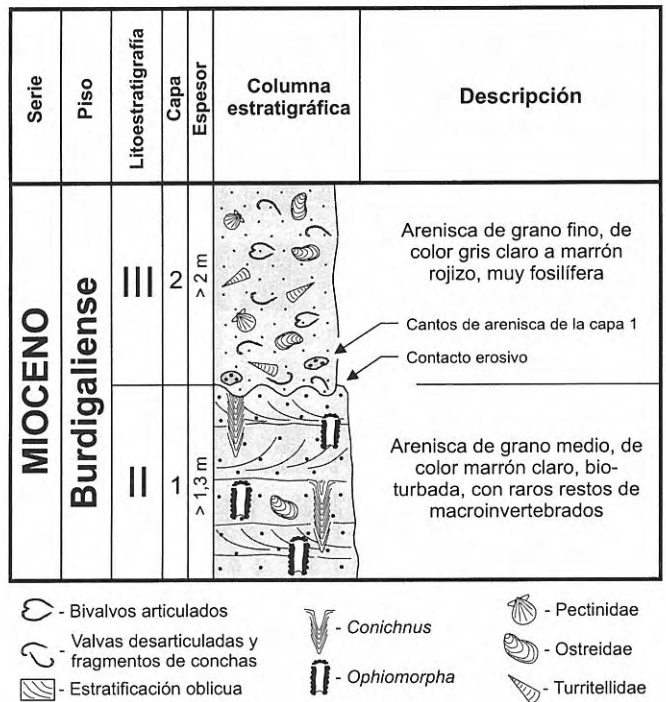 Serie
Piso
Litoestratigrafía
Capa
Espesor
Columna
estratigráfica
Descripción
MIOCENO
Burdigaliense
III
2
> 2 m
Arenisca de grano fino, de
color gris claro a marrón
rojizo, muy fosilífera
Cantos de arenisca de la capa 1
Contacto erosivo
II
1
> 1,3 m
Arenisca de grano medio, de
color marrón claro, bio-
turbada, con raros restos de
macroinvertebrados
- Bivalvos articulados
- Valvas desarticuladas y
fragmentos de conchas
- Estratificación oblicua
- Conichnus
- Ophiomorpha
- Pectinidae
- Ostreidae
- Turritellidae